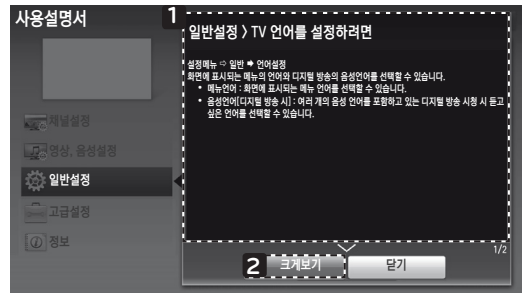 사용설명서
1
일반설정 > TV 언어를 설정하려면
설정메뉴 ⇨ 일반 ➡ 언어설정
화면에 표시되는 메뉴의 언어와 디지털 방송의 음성언어를 선택할 수 있습니다.
• 메뉴언어 : 화면에 표시되는 메뉴 언어를 선택할 수 있습니다.
• 음성언어[디지털 방송 시] : 여러 개의 음성 언어를 포함하고 있는 디지털 방송 시청 시 듣고
싶은 언어를 선택할 수 있습니다.
채널설정
영상, 음성설정
일반설정
고급설정
정보
1/2
2 크게보기
닫기